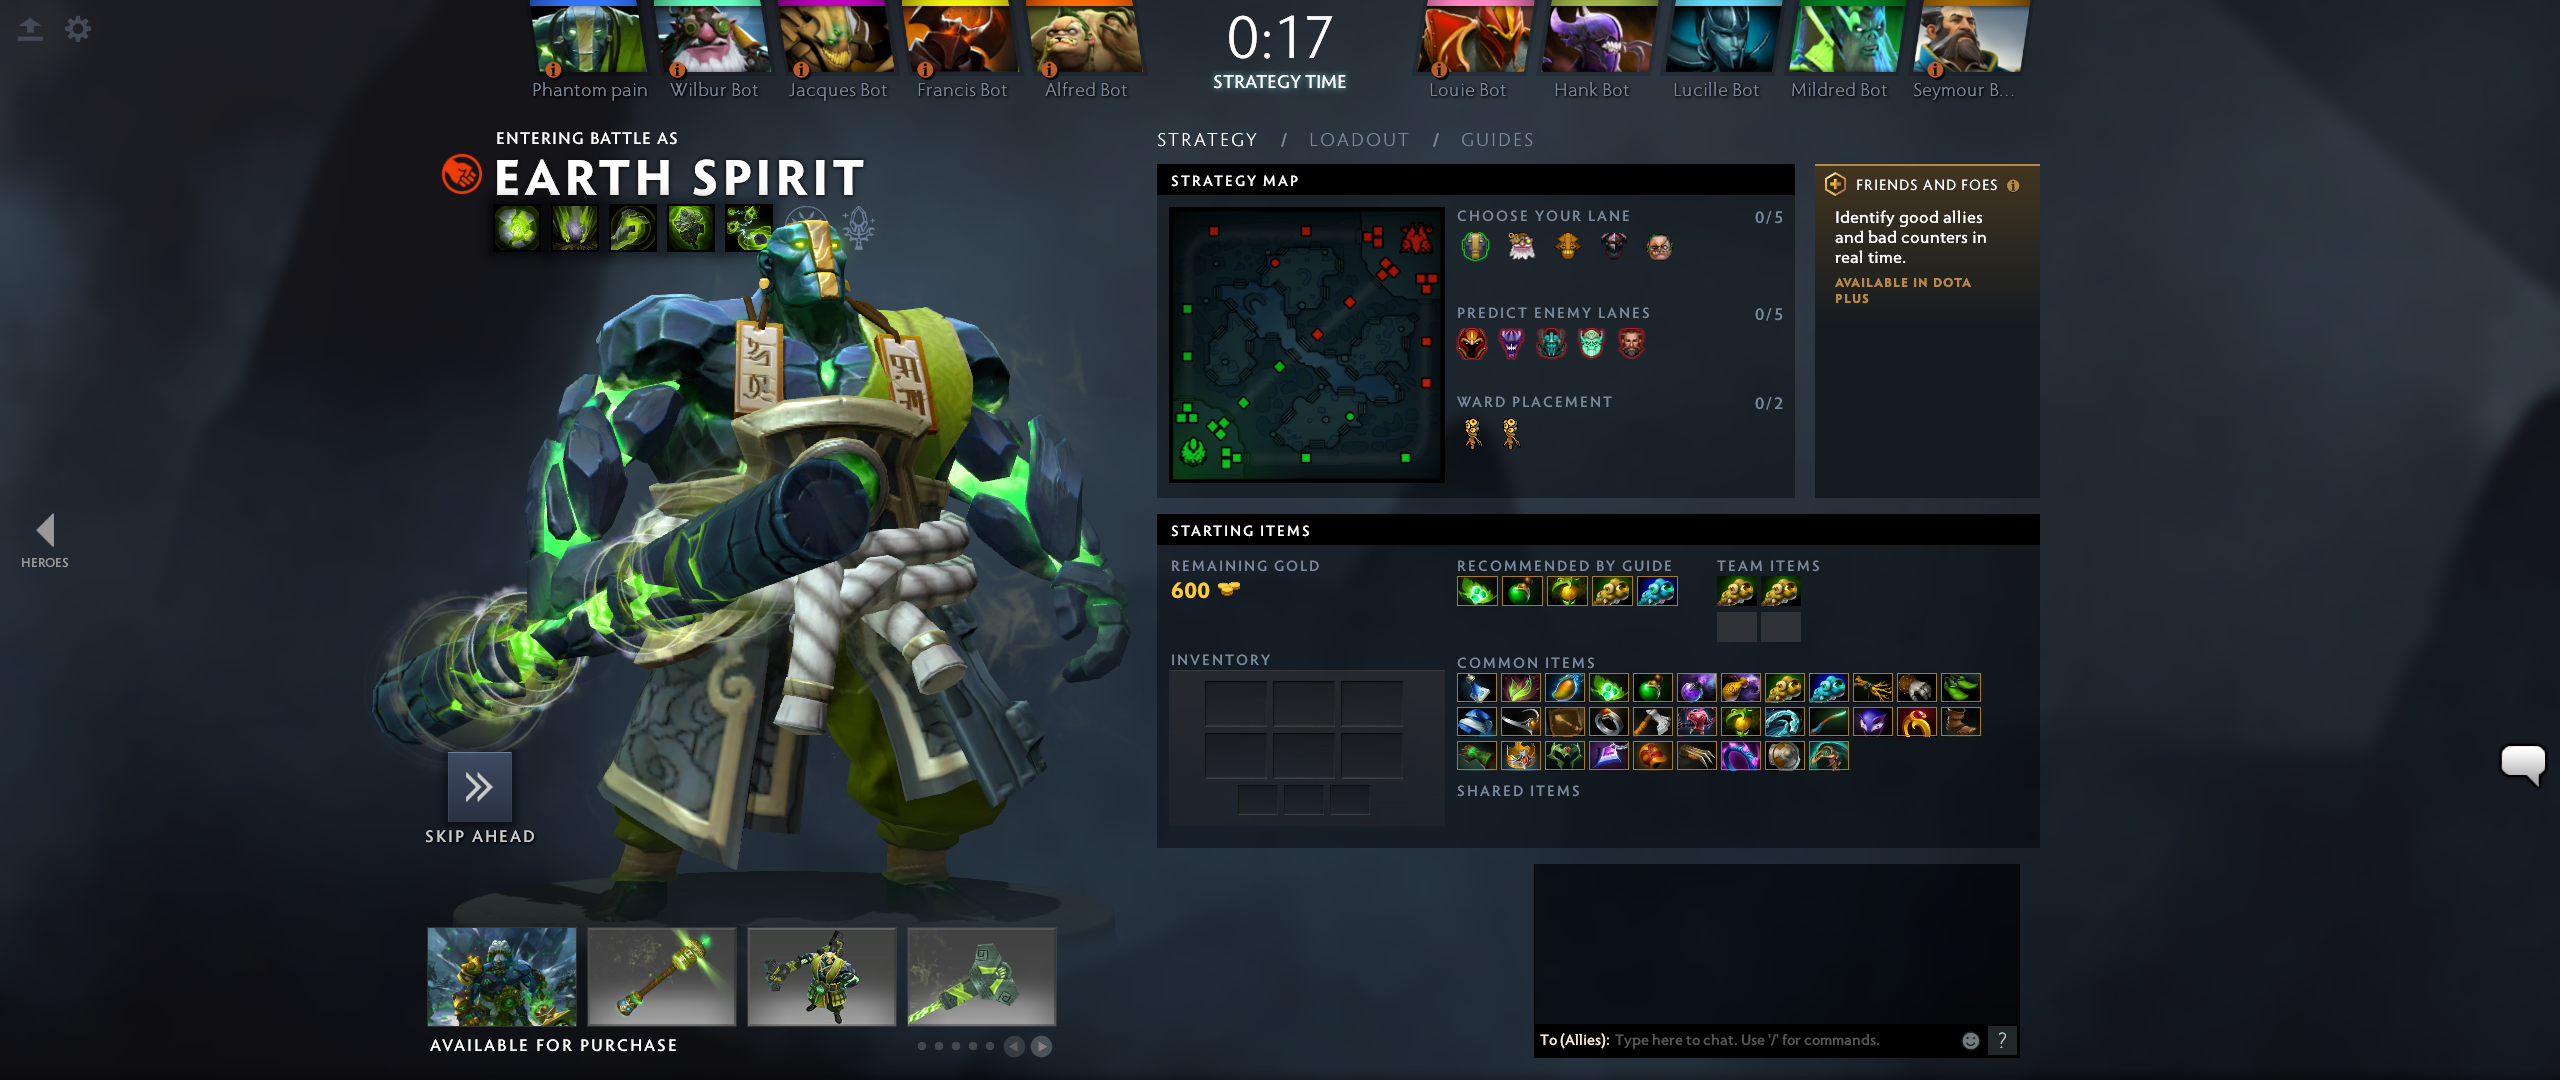 0:17
STRATEGY TIME
Phantom pain
Wilbur Bot
Jacques Bot
Francis Bot
Alfred Bot
Louie Bot
Hank Bot
Lucille Bot
Mildred Bot
Seymour B...
ENTERING BATTLE AS
EARTH SPIRIT
STRATEGY / LOADOUT / GUIDES
STRATEGY MAP
CHOOSE YOUR LANE 0/5
PREDICT ENEMY LANES 0/5
WARD PLACEMENT 0/2
FRIENDS AND FOES
Identify good allies
and bad counters in
real time.
AVAILABLE IN DOTA
PLUS
HEROES
STARTING ITEMS
REMAINING GOLD
600
RECOMMENDED BY GUIDE
TEAM ITEMS
INVENTORY
COMMON ITEMS
SHARED ITEMS
SKIP AHEAD
AVAILABLE FOR PURCHASE
To (Allies): Type here to chat. Use '/' for commands.
?